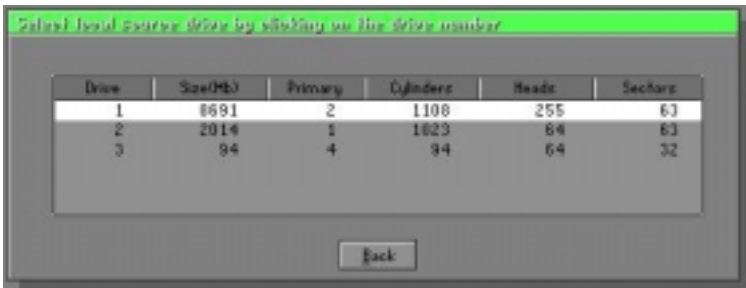 Select local source drive by clicking on the drive number
Drive Size(Mb) Primary Cylinders Heads Sectors
1 8691 2 1108 255 63
2 2014 1 1023 64 63
3 94 4 94 64 32
Back